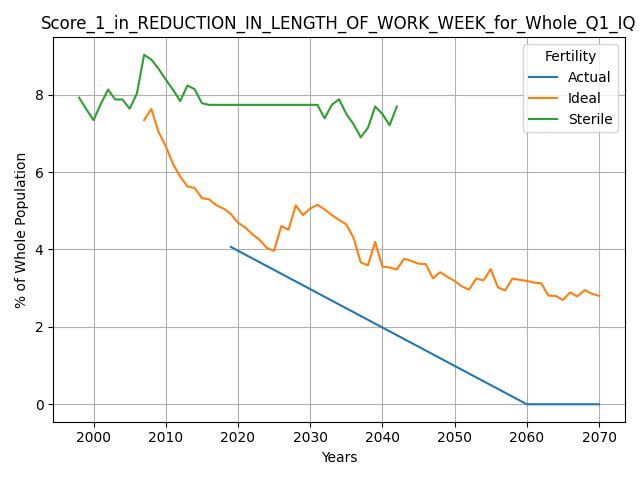 Score_1_in_REDUCTION_IN_LENGTH_OF_WORK_WEEK_for_Whole_Q1_IQ
Fertility
Actual
Ideal
Sterile
% of Whole Population
8
6
4
2
0
2000 2010 2020 2030 2040 2050 2060 2070
Years